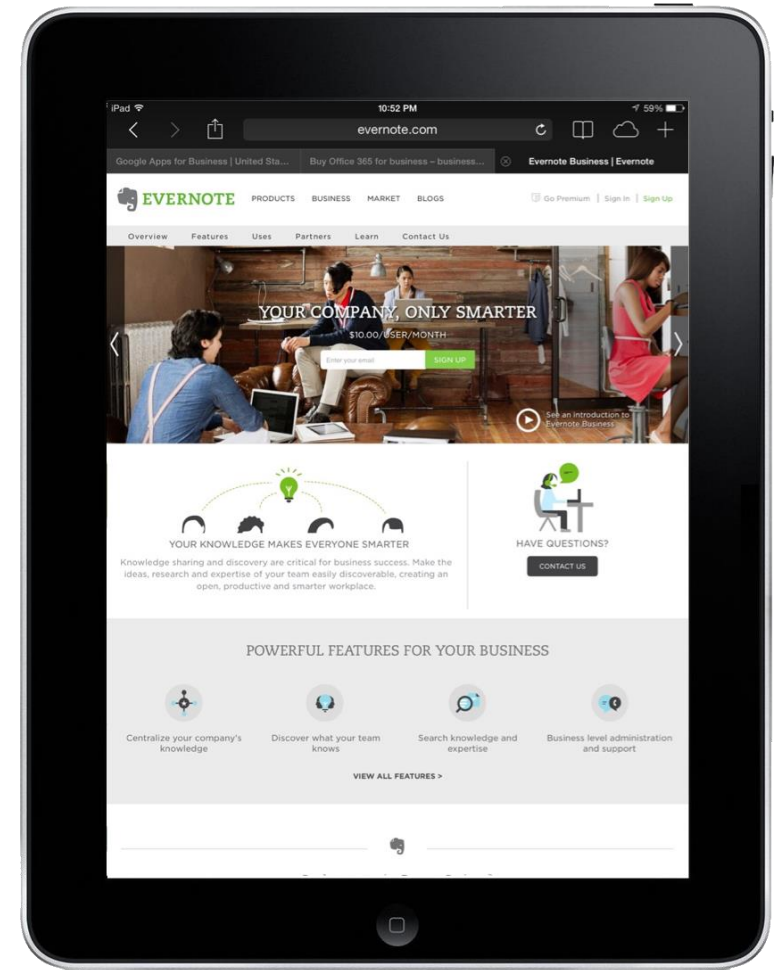 iPad 10:52 PM 59%
evernote.com
Google Apps for Business | United Sta... Buy Office 365 for business – business... Evernote Business | Evernote
EVERNOTE PRODUCTS BUSINESS MARKET BLOGS Go Premium | Sign In | Sign Up
Overview Features Uses Partners Learn Contact Us
YOUR COMPANY, ONLY SMARTER
$10.00/USER/MONTH
Enter your email SIGN UP
See an introduction to
Evernote Business
YOUR KNOWLEDGE MAKES EVERYONE SMARTER
Knowledge sharing and discovery are critical for business success. Make the
ideas, research and expertise of your team easily discoverable, creating an
open, productive and smarter workplace.
HAVE QUESTIONS?
CONTACT US
POWERFUL FEATURES FOR YOUR BUSINESS
Centralize your company's
knowledge
Discover what your team
knows
Search knowledge and
expertise
Business level administration
and support
VIEW ALL FEATURES >